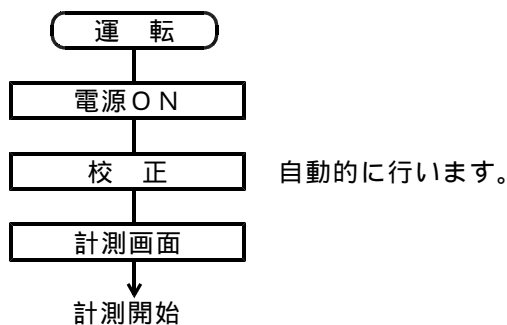 運　転
電源ＯＮ
校　正　自動的に行います。
計測画面
計測開始